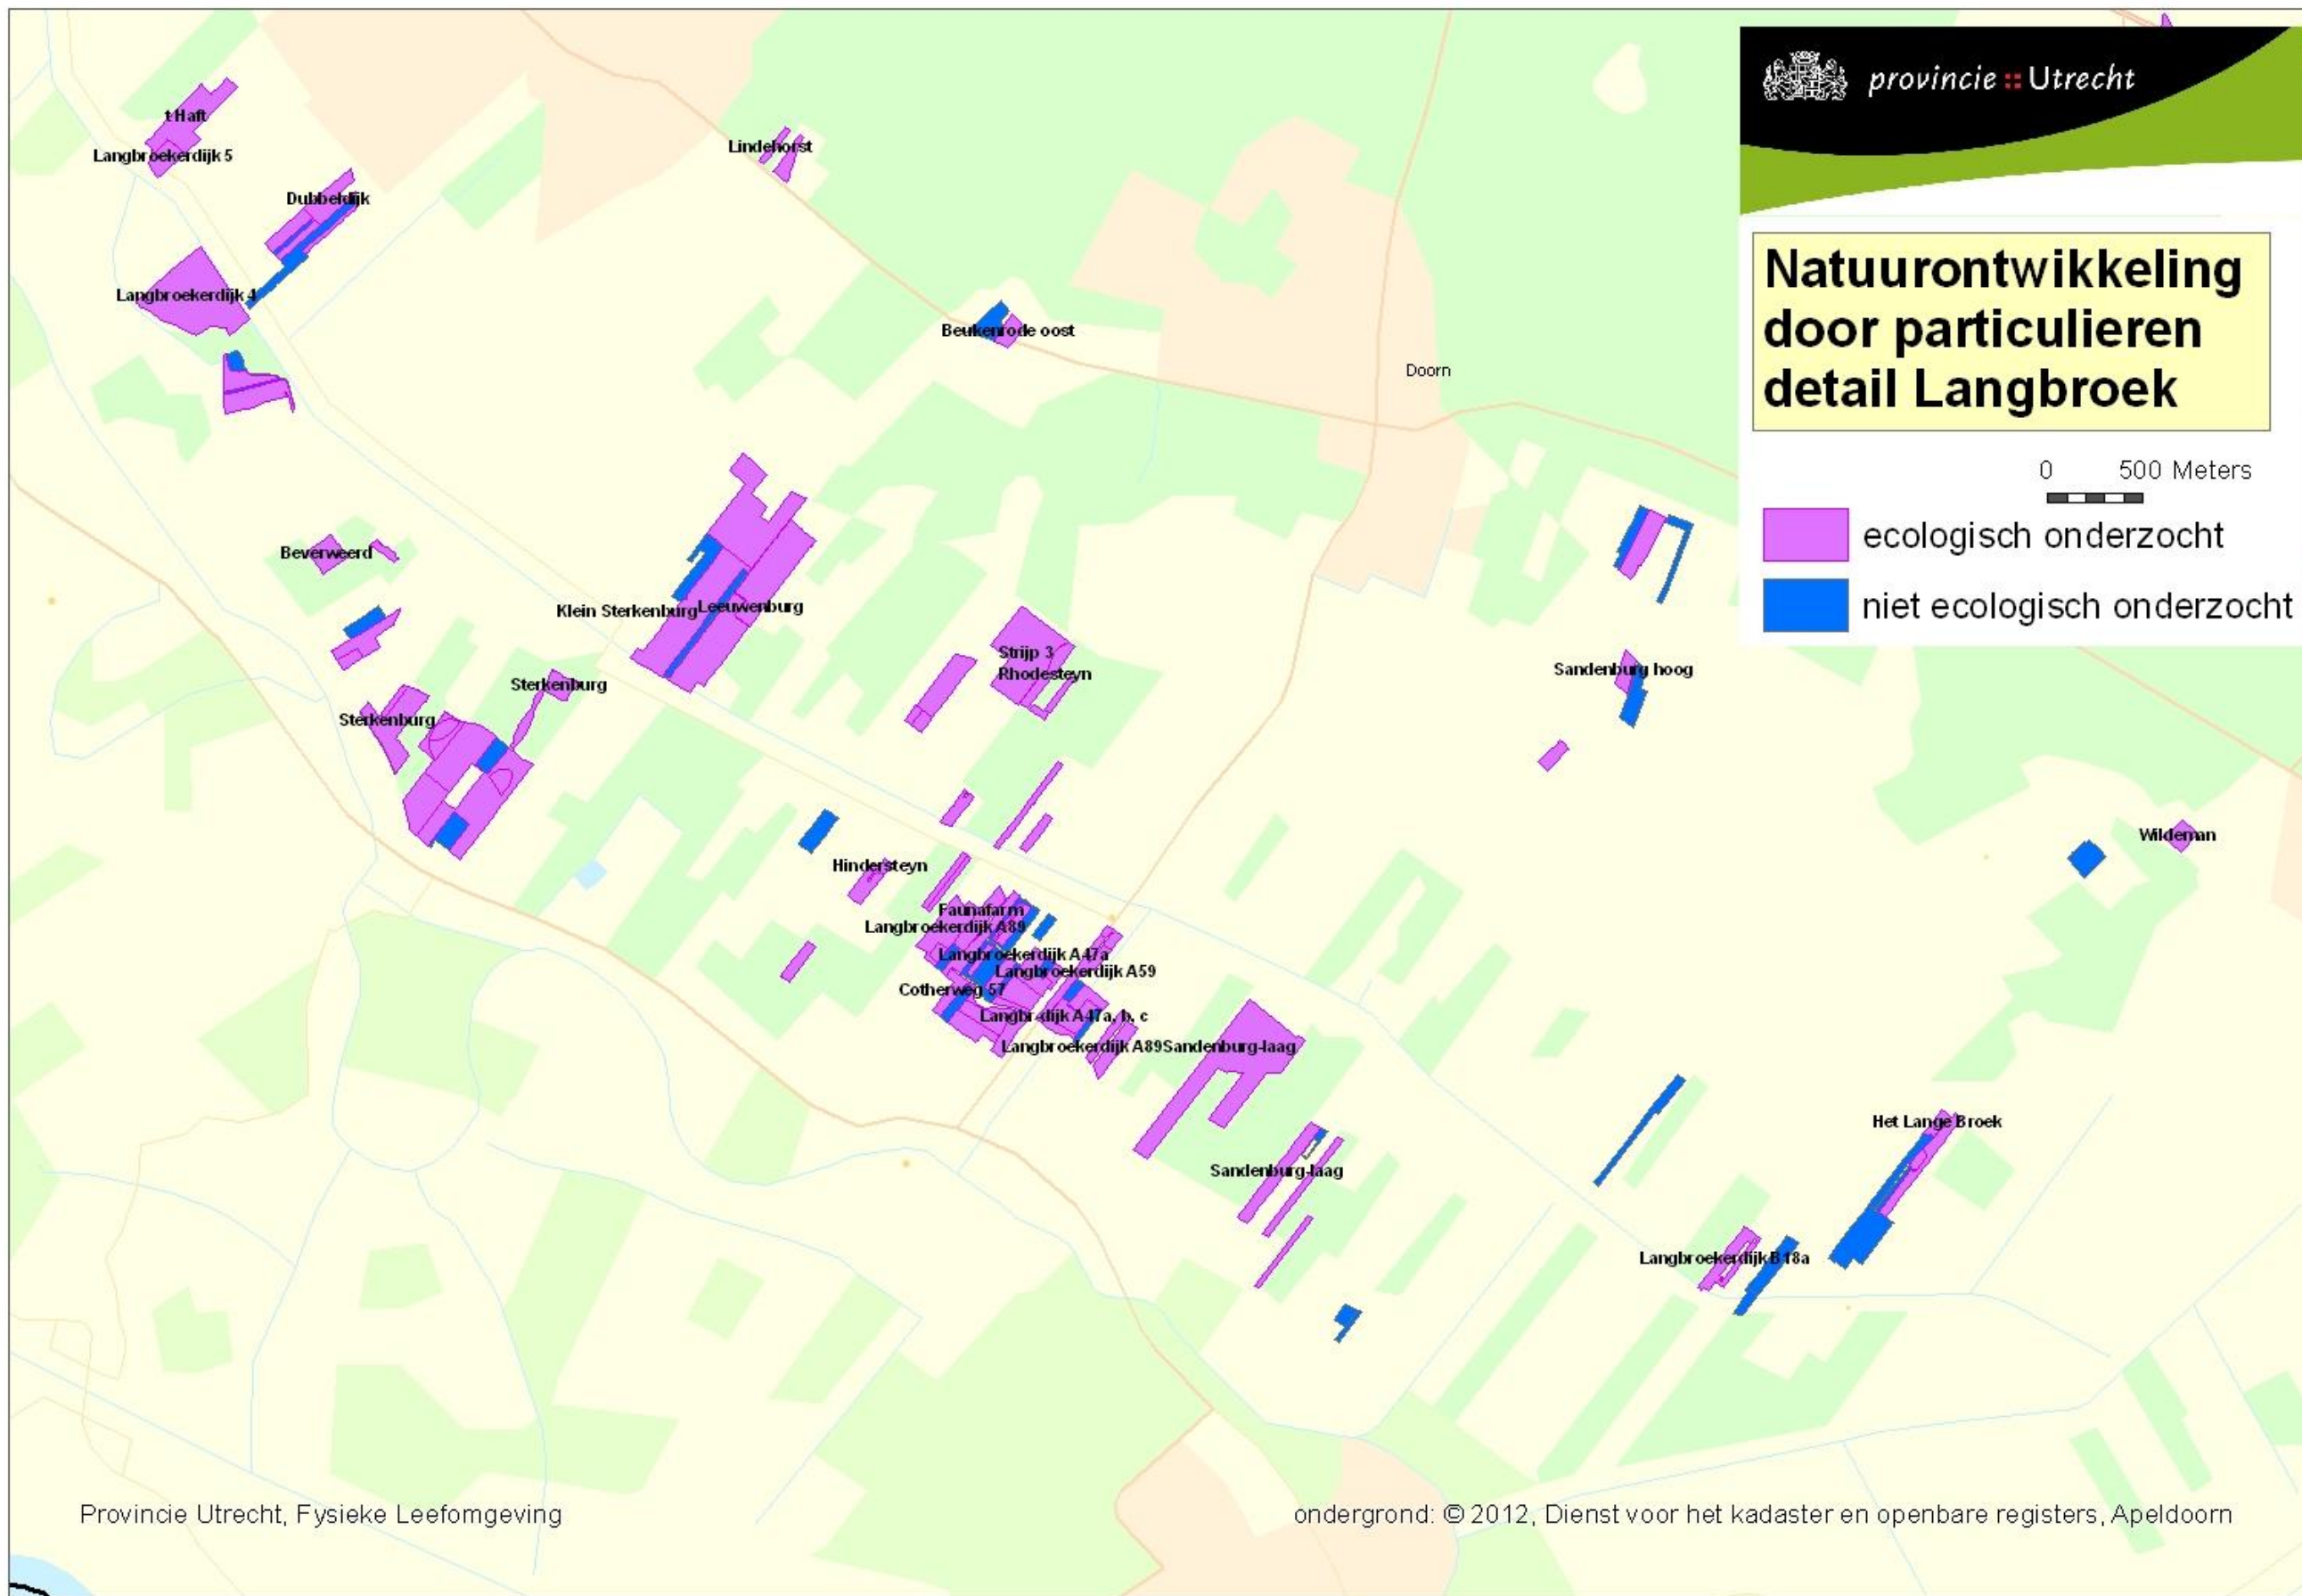 provincie :: Utrecht
Natuurontwikkeling
door particulieren
detail Langbroek
0 500 Meters
ecologisch onderzocht
niet ecologisch onderzocht
t Haft
Langbroekerdijk 5
Lindehorst
Dubbeldijk
Langbroekerdijk 4
Beukenrode oost
Doorn
Beverweerd
Klein Sterkenburg
Leeuwenburg
Strijp 3
Rhodesteyn
Sandenburg hoog
Sterkenburg
Sterkenburg
Wildeman
Hindersteyn
Faunafarm
Langbroekerdijk A89
Langbroekerdijk A47a
Langbroekerdijk A59
Cotherweg 57
Langbr-dijk A47a, b, c
Langbroekerdijk A89
Sandenburg-laag
Het Lange Broek
Sandenburg-laag
Langbroekerdijk B18a
Provincie Utrecht, Fysieke Leefomgeving
ondergrond: © 2012, Dienst voor het kadaster en openbare registers, Apeldoorn